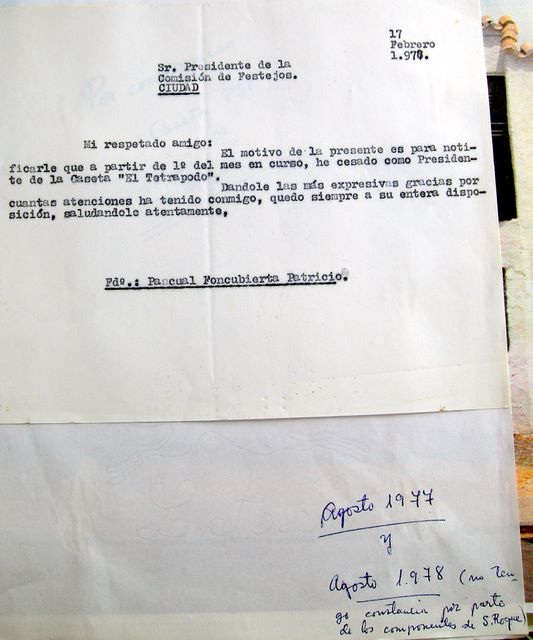 17
Febrero
1.978.
Sr. Presidente de la
Comisión de Festejos.
CIUDAD
Mi respetado amigo:
El motivo de la presente es para noti-
ficarle que a partir de 1º del mes en curso, he cesado como Presiden-
te de la Caseta "El Tetrapodo".
Dandole las más expresivas gracias por
cuantas atenciones ha tenido conmigo, quedo siempre a su entera dispo-
sición, saludandole atentamente,
Fdº.: Pascual Foncubierta Patricio.
Agosto 1977
y
Agosto 1.978 (no ten-
go constancia por parte
de los componentes de S. Roque)